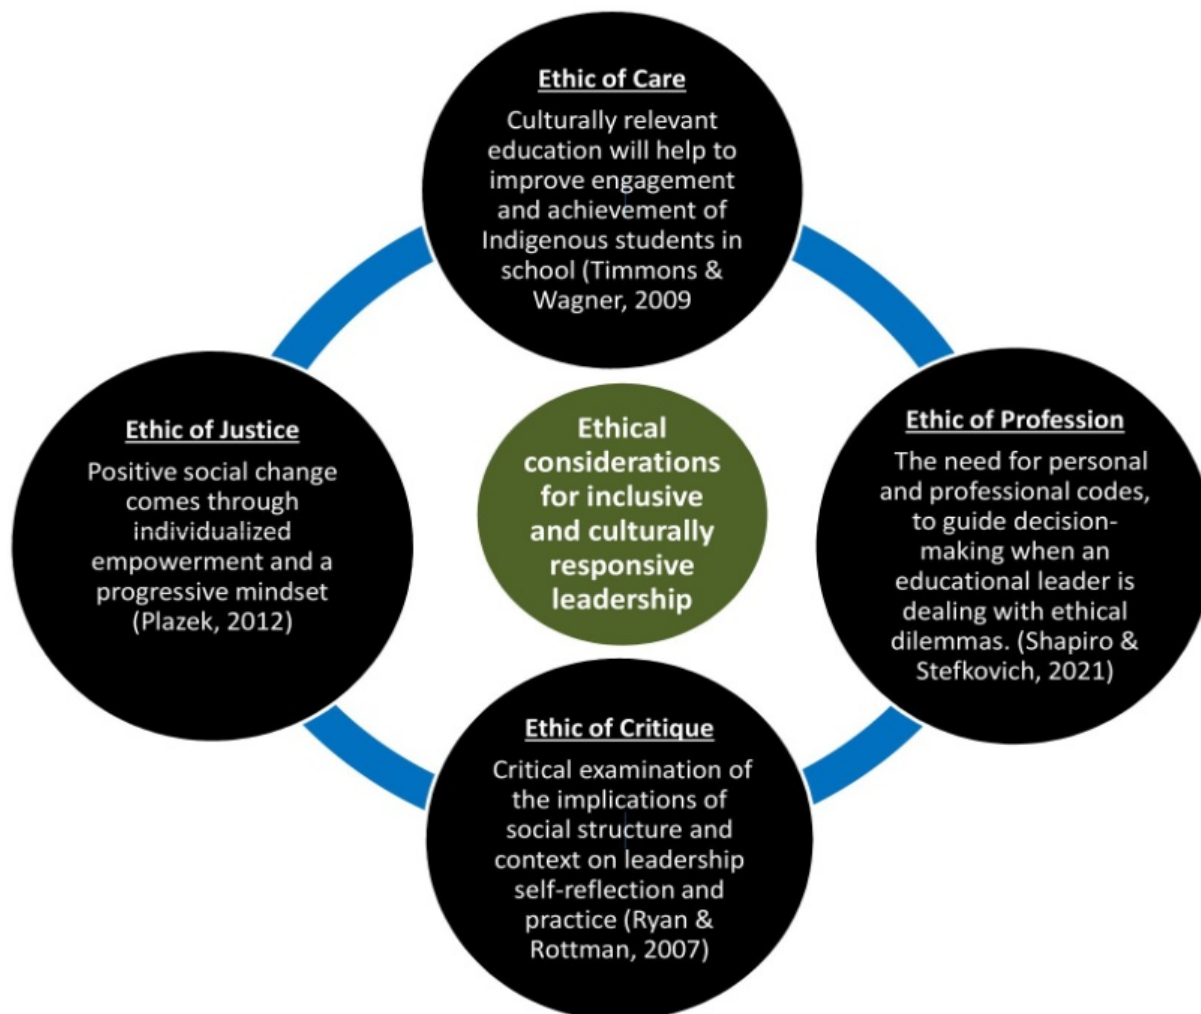 Ethic of Care
Culturally relevant
education will help to
improve engagement
and achievement of
Indigenous students in
school (Timmons &
Wagner, 2009
Ethic of Profession
The need for personal
and professional codes,
to guide decision-
making when an
educational leader is
dealing with ethical
dilemmas. (Shapiro &
Stefkovich, 2021)
Ethic of Critique
Critical examination of
the implications of
social structure and
context on leadership
self-reflection and
practice (Ryan &
Rottman, 2007)
Ethic of Justice
Positive social change
comes through
individualized
empowerment and a
progressive mindset
(Plazek, 2012)
Ethical
considerations
for inclusive
and culturally
responsive
leadership